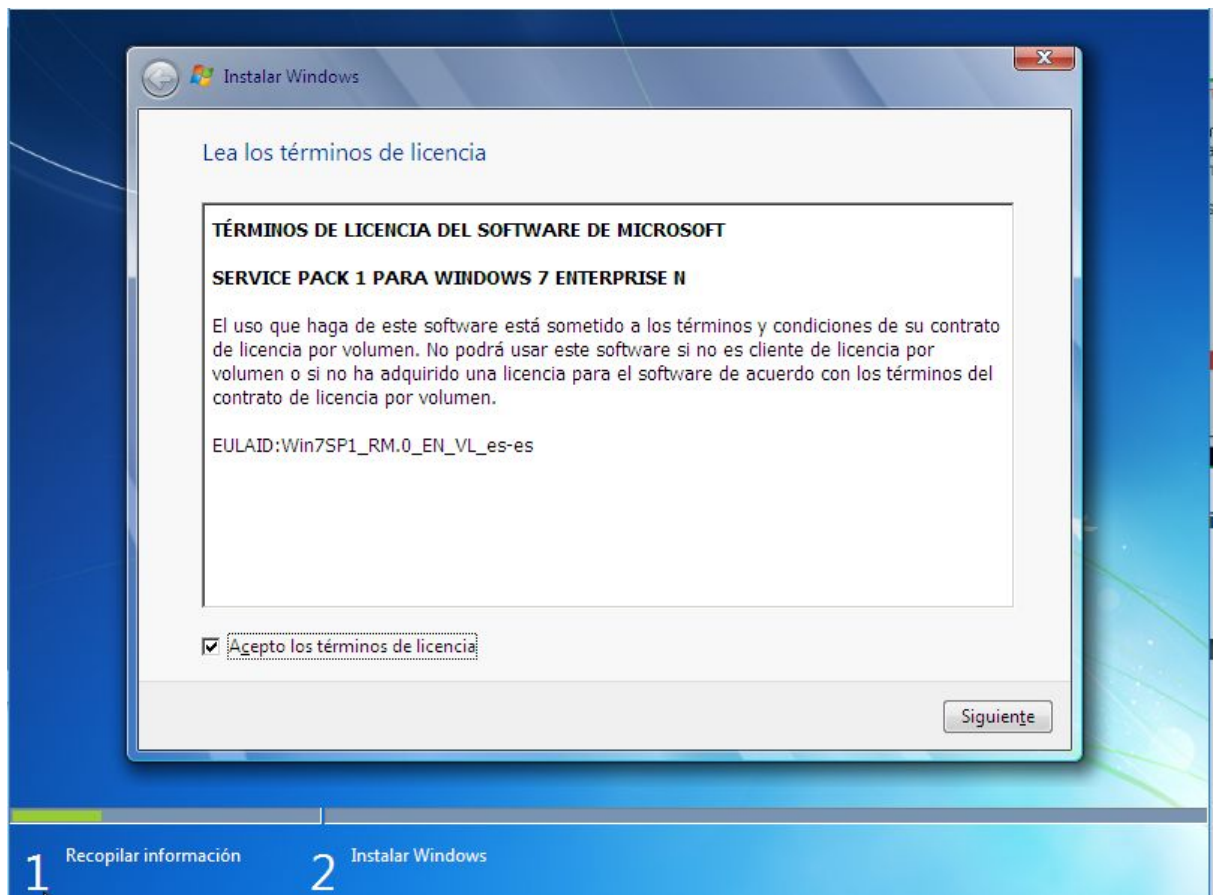 Instalar Windows
Lea los términos de licencia
TÉRMINOS DE LICENCIA DEL SOFTWARE DE MICROSOFT
SERVICE PACK 1 PARA WINDOWS 7 ENTERPRISE N
El uso que haga de este software está sometido a los términos y condiciones de su contrato
de licencia por volumen. No podrá usar este software si no es cliente de licencia por
volumen o si no ha adquirido una licencia para el software de acuerdo con los términos del
contrato de licencia por volumen.
EULAID:Win7SP1_RM.0_EN_VL_es-es
Acepto los términos de licencia
Siguiente
1 Recopilar información
2 Instalar Windows